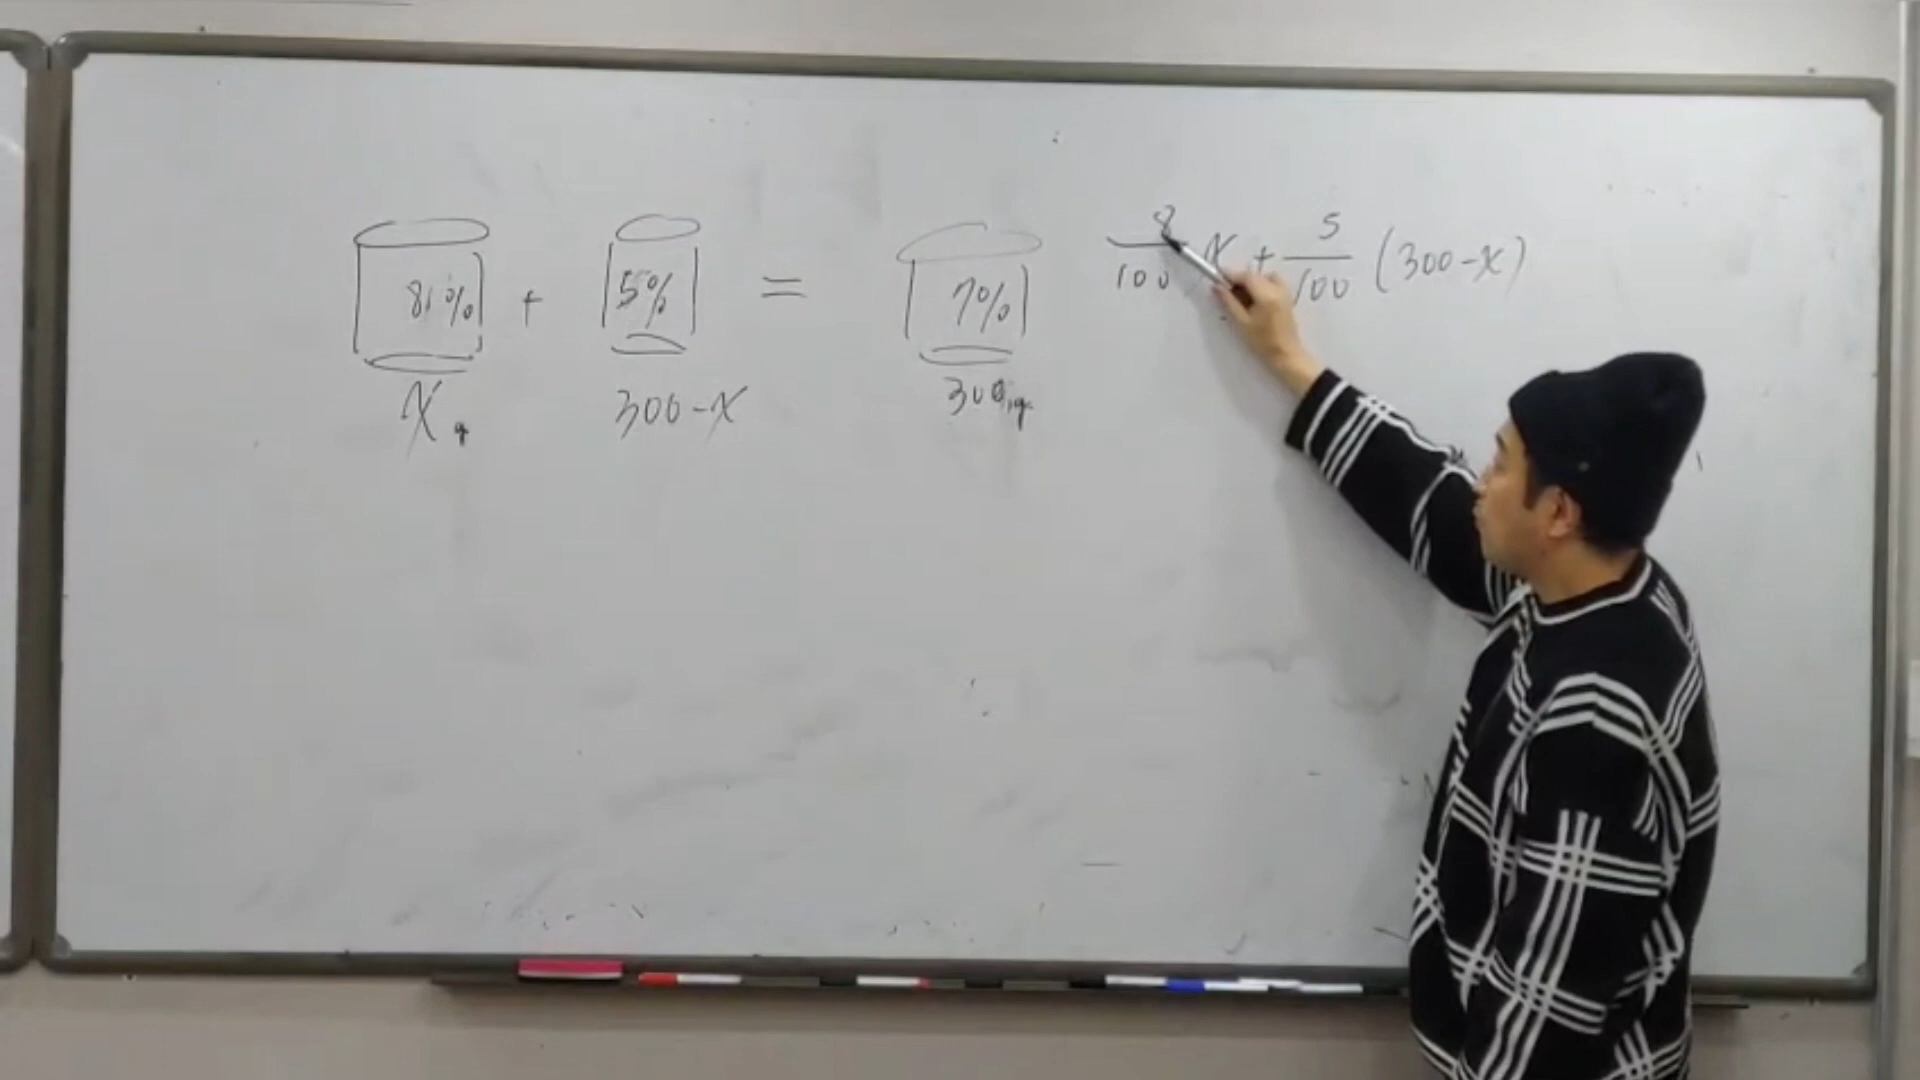 8% + 5% = 7%
x g 300-x 300g
8/100 x + 5/100 (300-x)